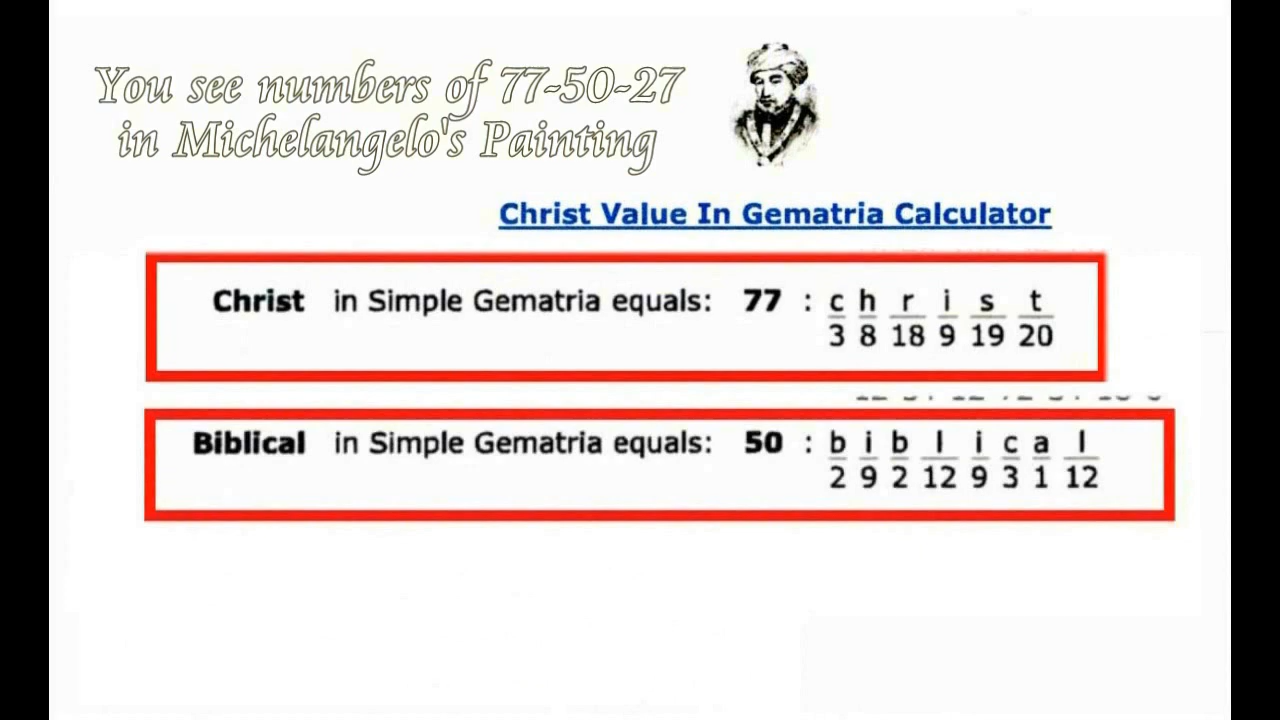 You see numbers of 77-50-27
in Michelangelo's Painting
Christ Value In Gematria Calculator
Christ in Simple Gematria equals: 77 : c h r i s t
3 8 18 9 19 20
Biblical in Simple Gematria equals: 50 : b i b l i c a l
2 9 2 12 9 3 1 12